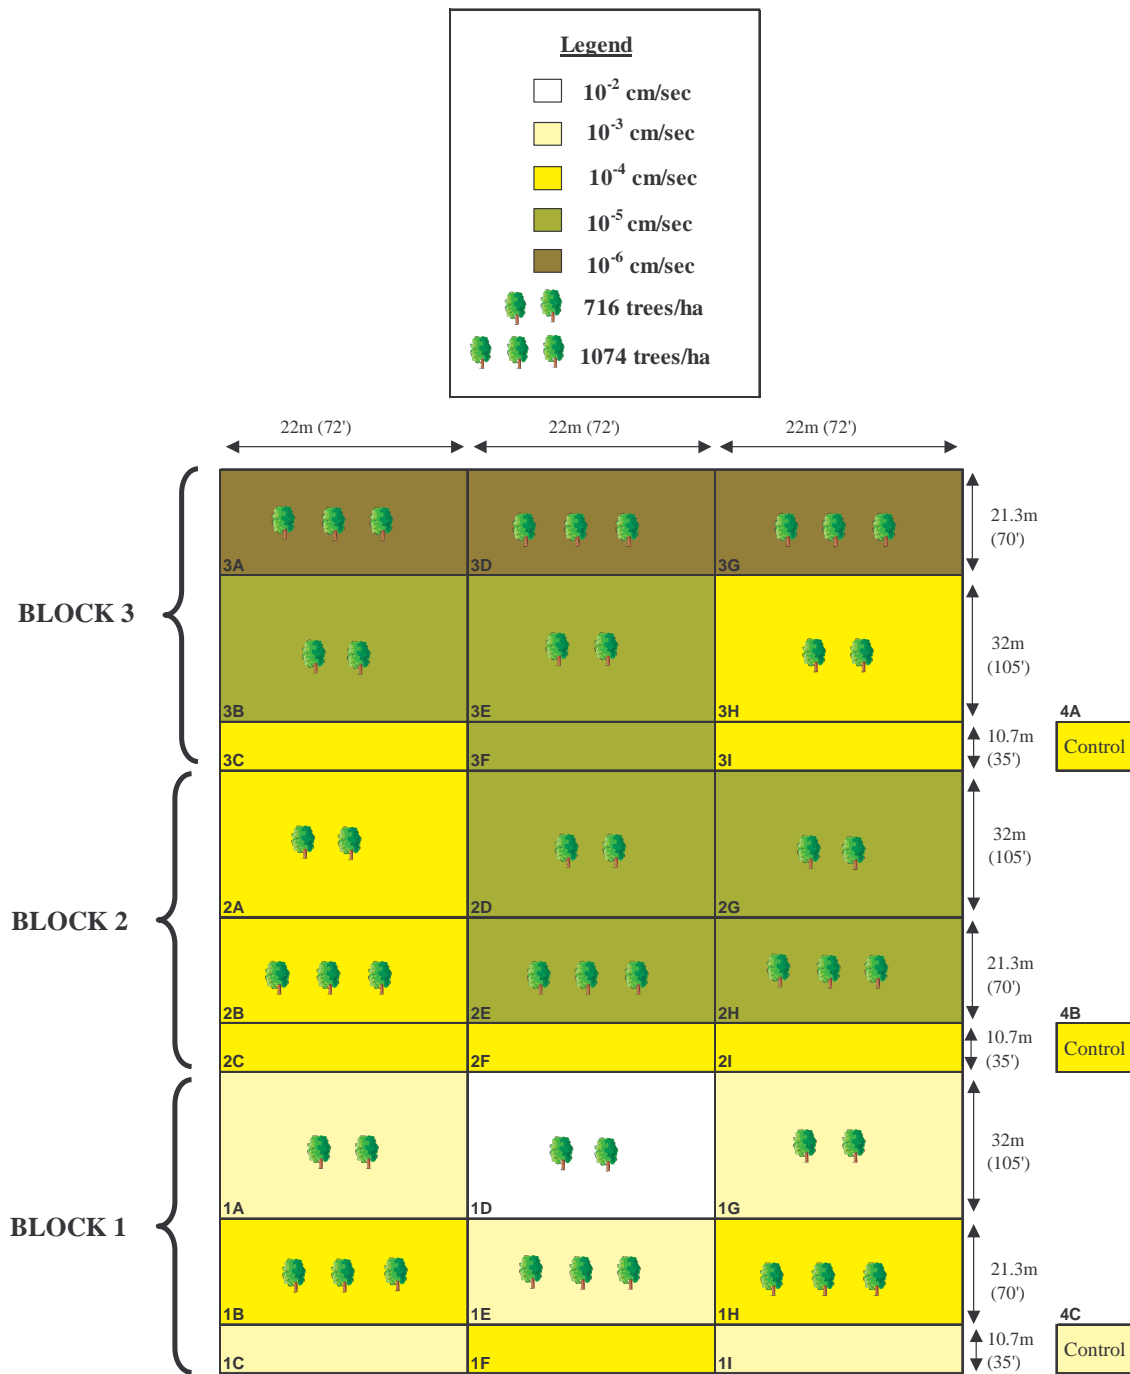 Legend
10-2 cm/sec
10-3 cm/sec
10-4 cm/sec
10-5 cm/sec
10-6 cm/sec
716 trees/ha
1074 trees/ha
22m (72') 22m (72') 22m (72')
3A 3D 3G
21.3m
(70')
BLOCK 3
3B 3E 3H
32m
(105')
3C 3F 3I
10.7m
(35')
4A
Control
2A 2D 2G
32m
(105')
BLOCK 2
2B 2E 2H
21.3m
(70')
2C 2F 2I
10.7m
(35')
4B
Control
1A 1D 1G
32m
(105')
BLOCK 1
1B 1E 1H
21.3m
(70')
1C 1F 1I
10.7m
(35')
4C
Control